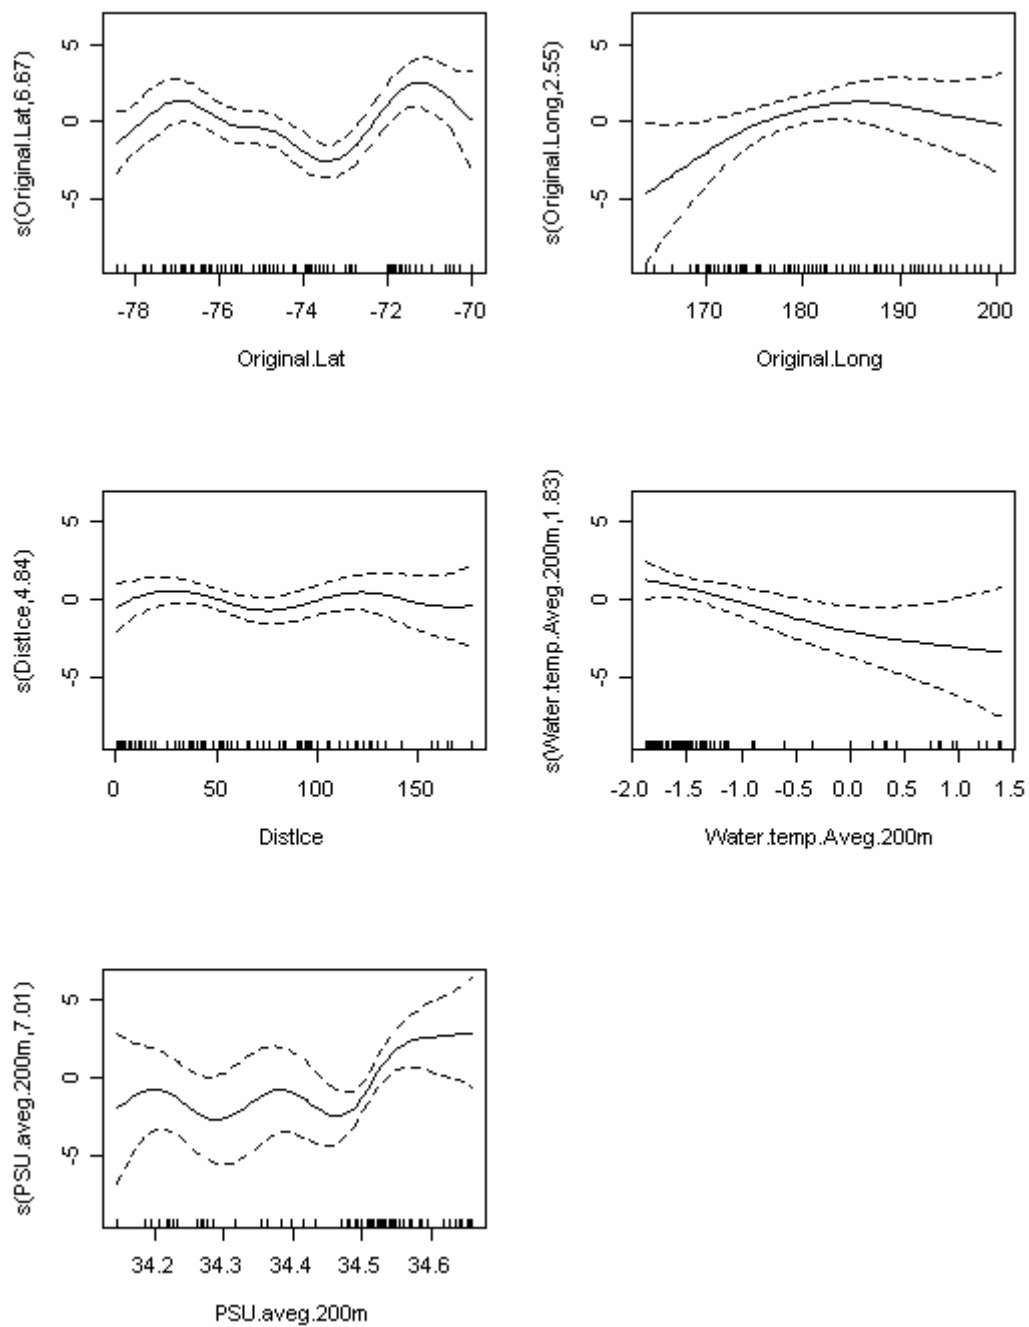 s(Original.Lat,6.67)
5
0
-5
-78 -76 -74 -72 -70
Original.Lat
s(Original.Long,2.55)
5
0
-5
170 180 190 200
Original.Long
s(DistIce,4.84)
5
0
-5
0 50 100 150
DistIce
s(Water.temp.Aveg.200m,1.83)
5
0
-5
-2.0 -1.5 -1.0 -0.5 0.0 0.5 1.0 1.5
Water.temp.Aveg.200m
s(PSU.aveg.200m,7.01)
5
0
-5
34.2 34.3 34.4 34.5 34.6
PSU.aveg.200m